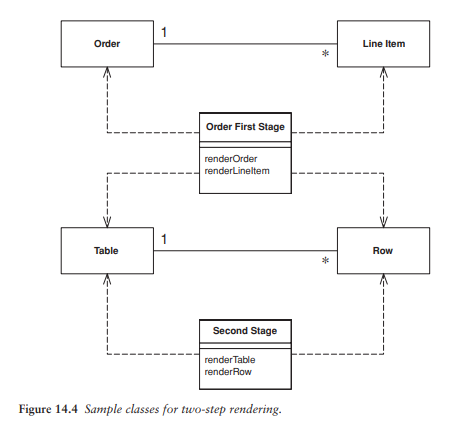 Order
1
*
Line Item
Order First Stage
renderOrder
renderLineItem
Table
1
*
Row
Second Stage
renderTable
renderRow
Figure 14.4 Sample classes for two-step rendering.